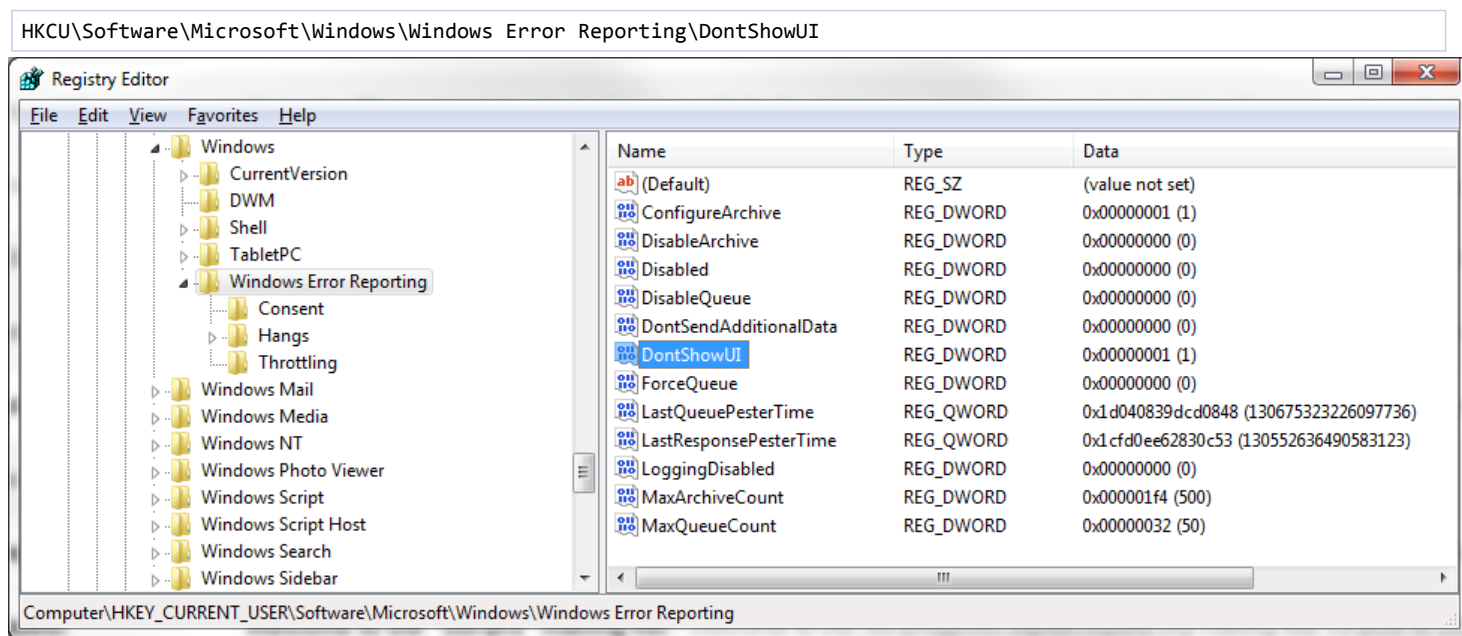 HKCU\Software\Microsoft\Windows\Windows Error Reporting\DontShowUI
Registry Editor
File Edit View Favorites Help
Windows
CurrentVersion
DWM
Shell
TabletPC
Windows Error Reporting
Consent
Hangs
Throttling
Windows Mail
Windows Media
Windows NT
Windows Photo Viewer
Windows Script
Windows Script Host
Windows Search
Windows Sidebar
Name Type Data
(Default) REG_SZ (value not set)
ConfigureArchive REG_DWORD 0x00000001 (1)
DisableArchive REG_DWORD 0x00000000 (0)
Disabled REG_DWORD 0x00000000 (0)
DisableQueue REG_DWORD 0x00000000 (0)
DontSendAdditionalData REG_DWORD 0x00000000 (0)
DontShowUI REG_DWORD 0x00000001 (1)
ForceQueue REG_DWORD 0x00000000 (0)
LastQueuePesterTime REG_QWORD 0x1d040839dcd0848 (130675323226097736)
LastResponsePesterTime REG_QWORD 0x1cfd0ee62830c53 (130552636490583123)
LoggingDisabled REG_DWORD 0x00000000 (0)
MaxArchiveCount REG_DWORD 0x000001f4 (500)
MaxQueueCount REG_DWORD 0x00000032 (50)
Computer\HKEY_CURRENT_USER\Software\Microsoft\Windows\Windows Error Reporting